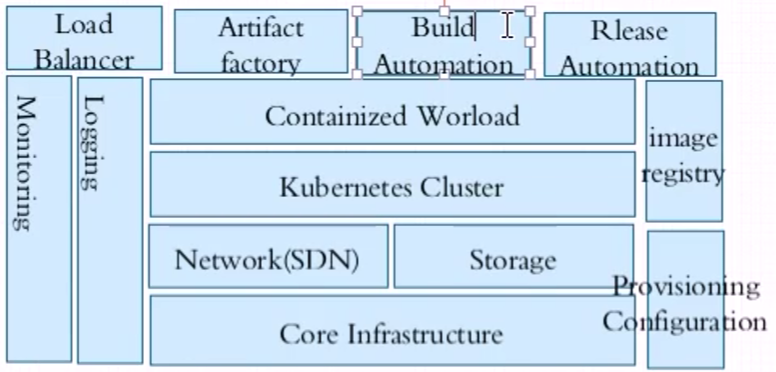 Load
Balancer
Artifact
factory
Build
Automation
Rlease
Automation
Monitoring
Logging
Containized Worload
image
registry
Kubernetes Cluster
Network(SDN)
Storage
Provisioning
Configuration
Core Infrastructure